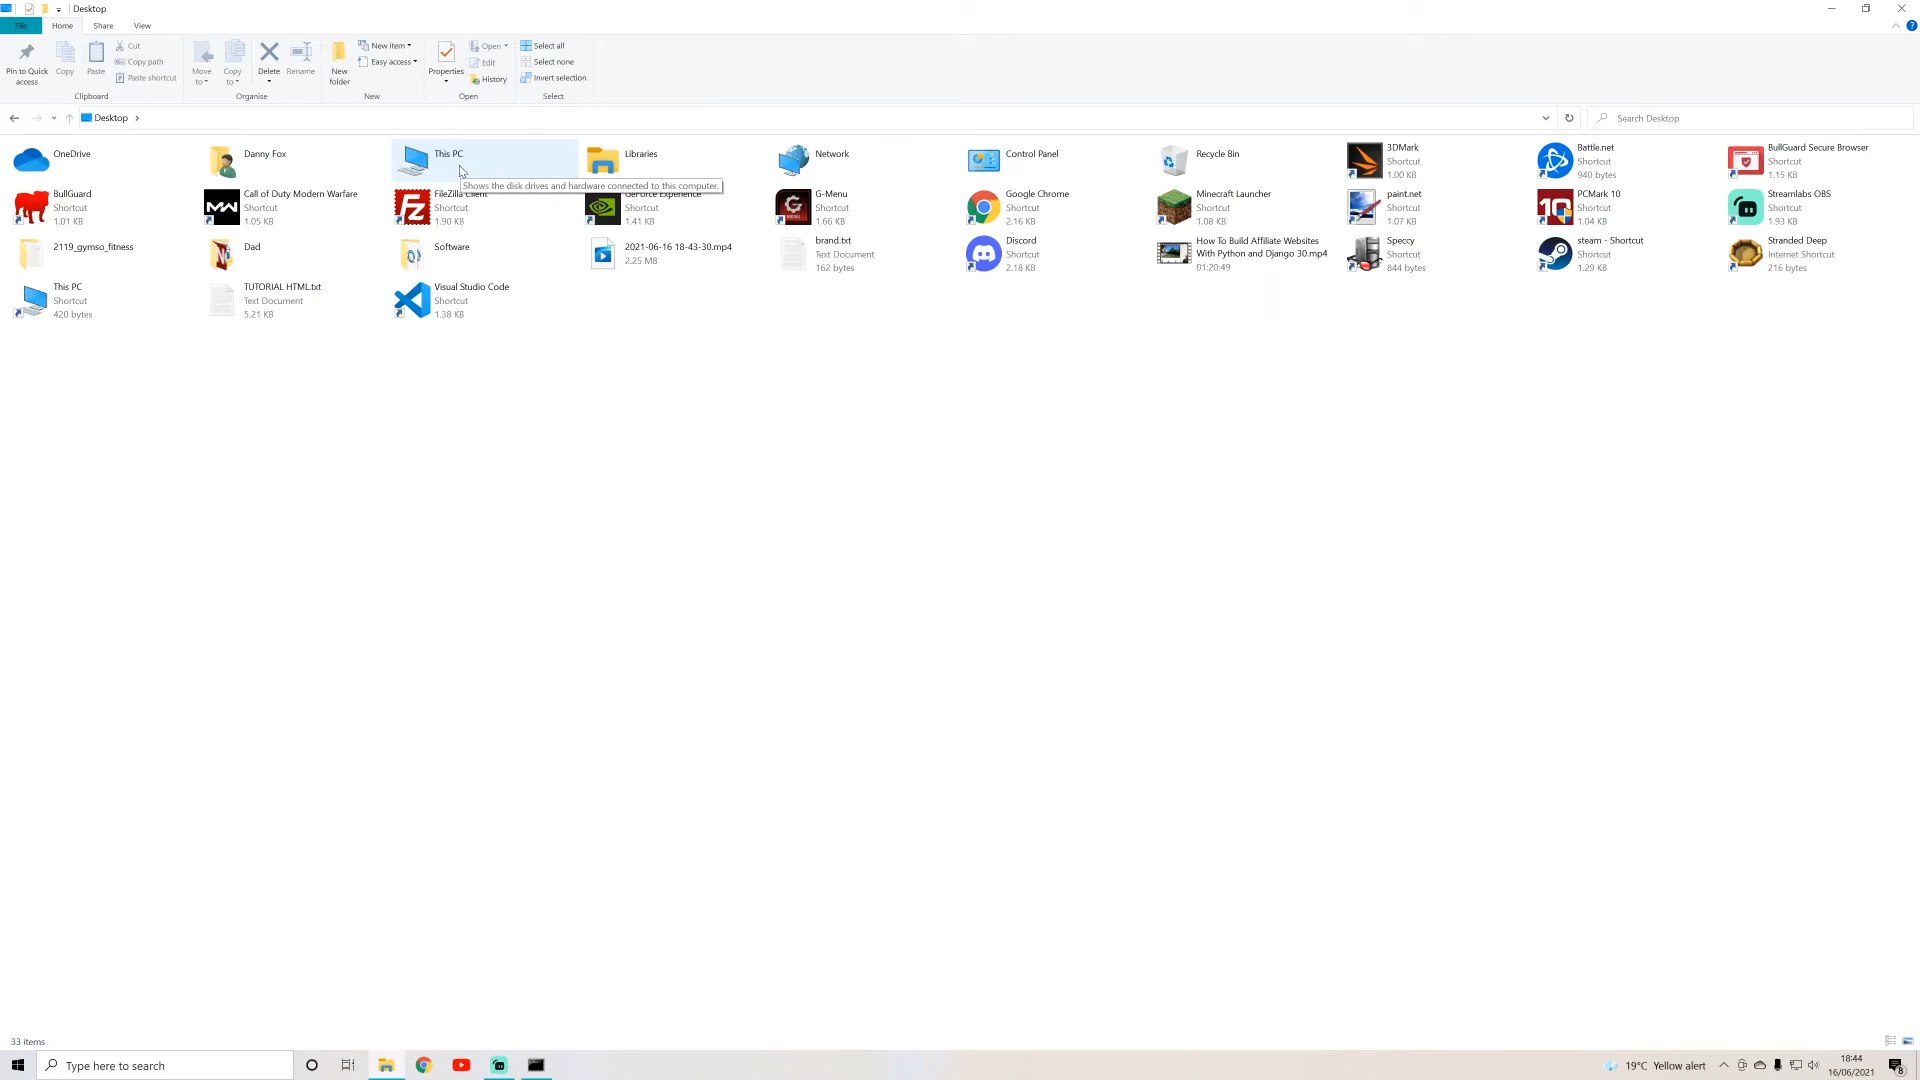 Desktop
File
Home
Share
View
Pin to Quick access
Copy
Paste
Cut
Copy path
Paste shortcut
Clipboard
Move to
Copy to
Delete
Rename
Organise
New folder
New item
Easy access
New
Properties
Open
Edit
History
Open
Select all
Select none
Invert selection
Select
Desktop
Search Desktop
OneDrive
Danny Fox
This PC
Libraries
Network
Control Panel
Recycle Bin
3DMark
Shortcut
1.00 KB
Battle.net
940 bytes
BullGuard Secure Browser
Shortcut
1.15 KB
Shows the disk drives and hardware connected to this computer.
BullGuard
Shortcut
1.01 KB
Call of Duty Modern Warfare
Shortcut
1.05 KB
Shortcut
1.90 KB
Shortcut
1.41 KB
G-Menu
Shortcut
1.66 KB
Google Chrome
Shortcut
2.16 KB
Minecraft Launcher
Shortcut
1.08 KB
paint.net
Shortcut
1.07 KB
PCMark 10
Shortcut
1.04 KB
Streamlabs OBS
Shortcut
1.93 KB
2119_gymso_fitness
Dad
Software
2021-06-16 18-43-30.mp4
2.25 MB
brand.txt
Text Document
162 bytes
Discord
Shortcut
2.18 KB
How To Build Affiliate Websites
With Python and Django 30.mp4
01:20:49
Speccy
Shortcut
844 bytes
steam - Shortcut
Shortcut
1.29 KB
Stranded Deep
Internet Shortcut
216 bytes
This PC
Shortcut
420 bytes
TUTORIAL HTML.txt
Text Document
5.21 KB
Visual Studio Code
Shortcut
1.38 KB
33 items
Type here to search
19°C Yellow alert
18:44
16/06/2021
8